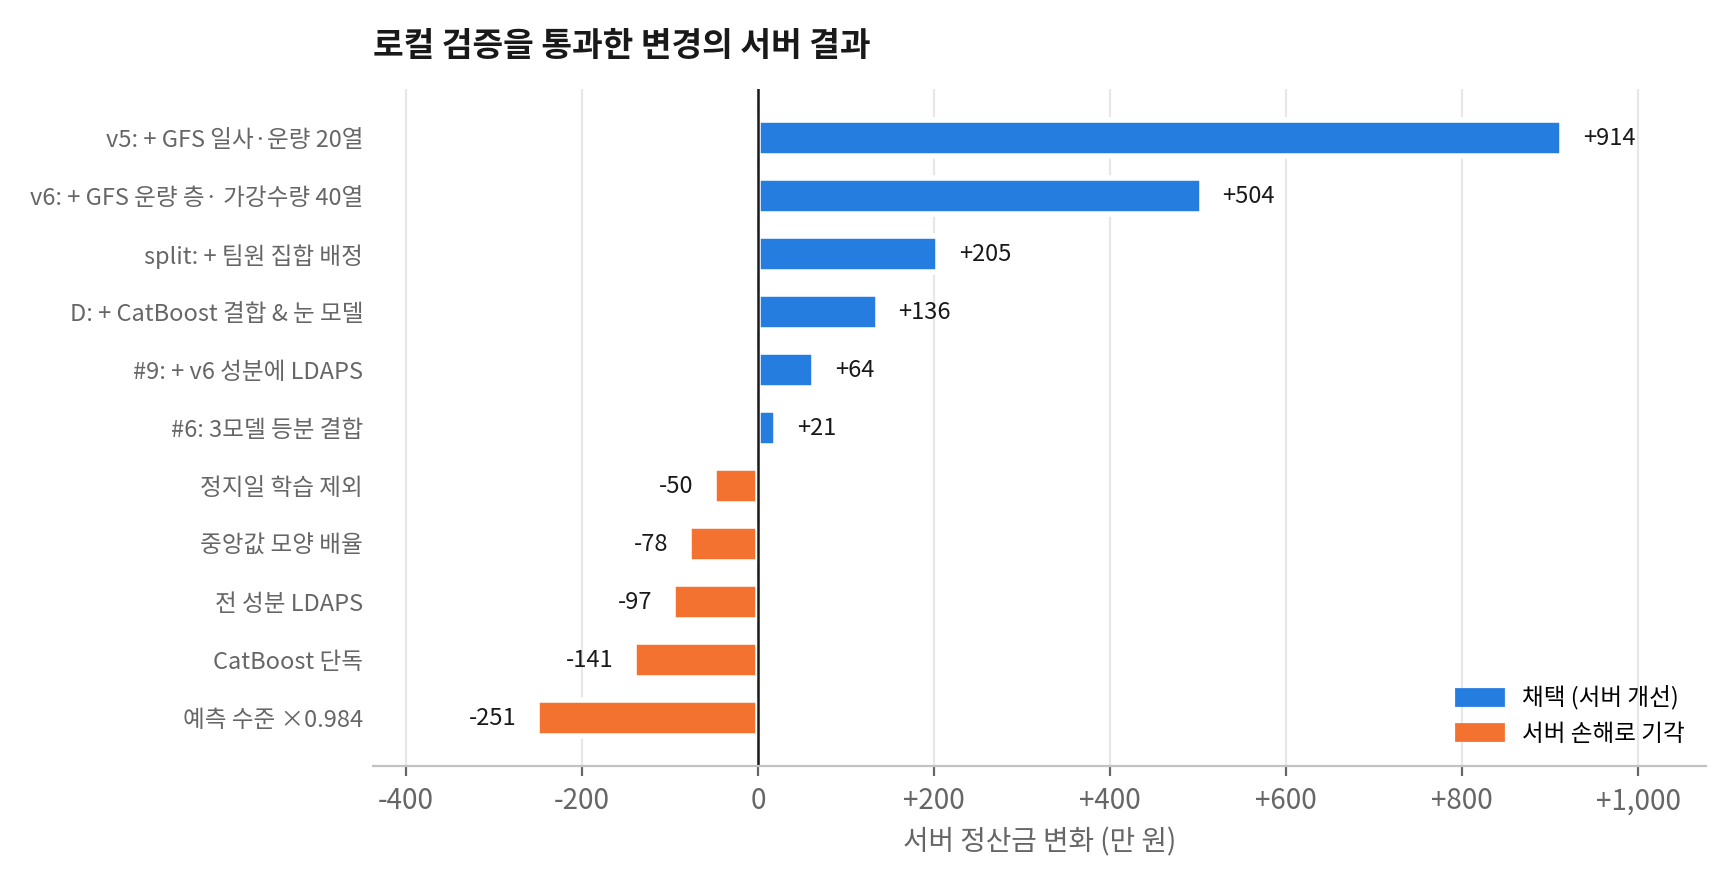 로컬 검증을 통과한 변경의 서버 결과
v5: + GFS 일사·운량 20열 +914
v6: + GFS 운량 층· 가강수량 40열 +504
split: + 팀원 집합 배정 +205
D: + CatBoost 결합 & 눈 모델 +136
#9: + v6 성분에 LDAPS +64
#6: 3모델 등분 결합 +21
정지일 학습 제외 -50
중앙값 모양 배율 -78
전 성분 LDAPS -97
CatBoost 단독 -141
예측 수준 ×0.984 -251
채택 (서버 개선)
서버 손해로 기각
-400 -200 0 +200 +400 +600 +800 +1,000
서버 정산금 변화 (만 원)